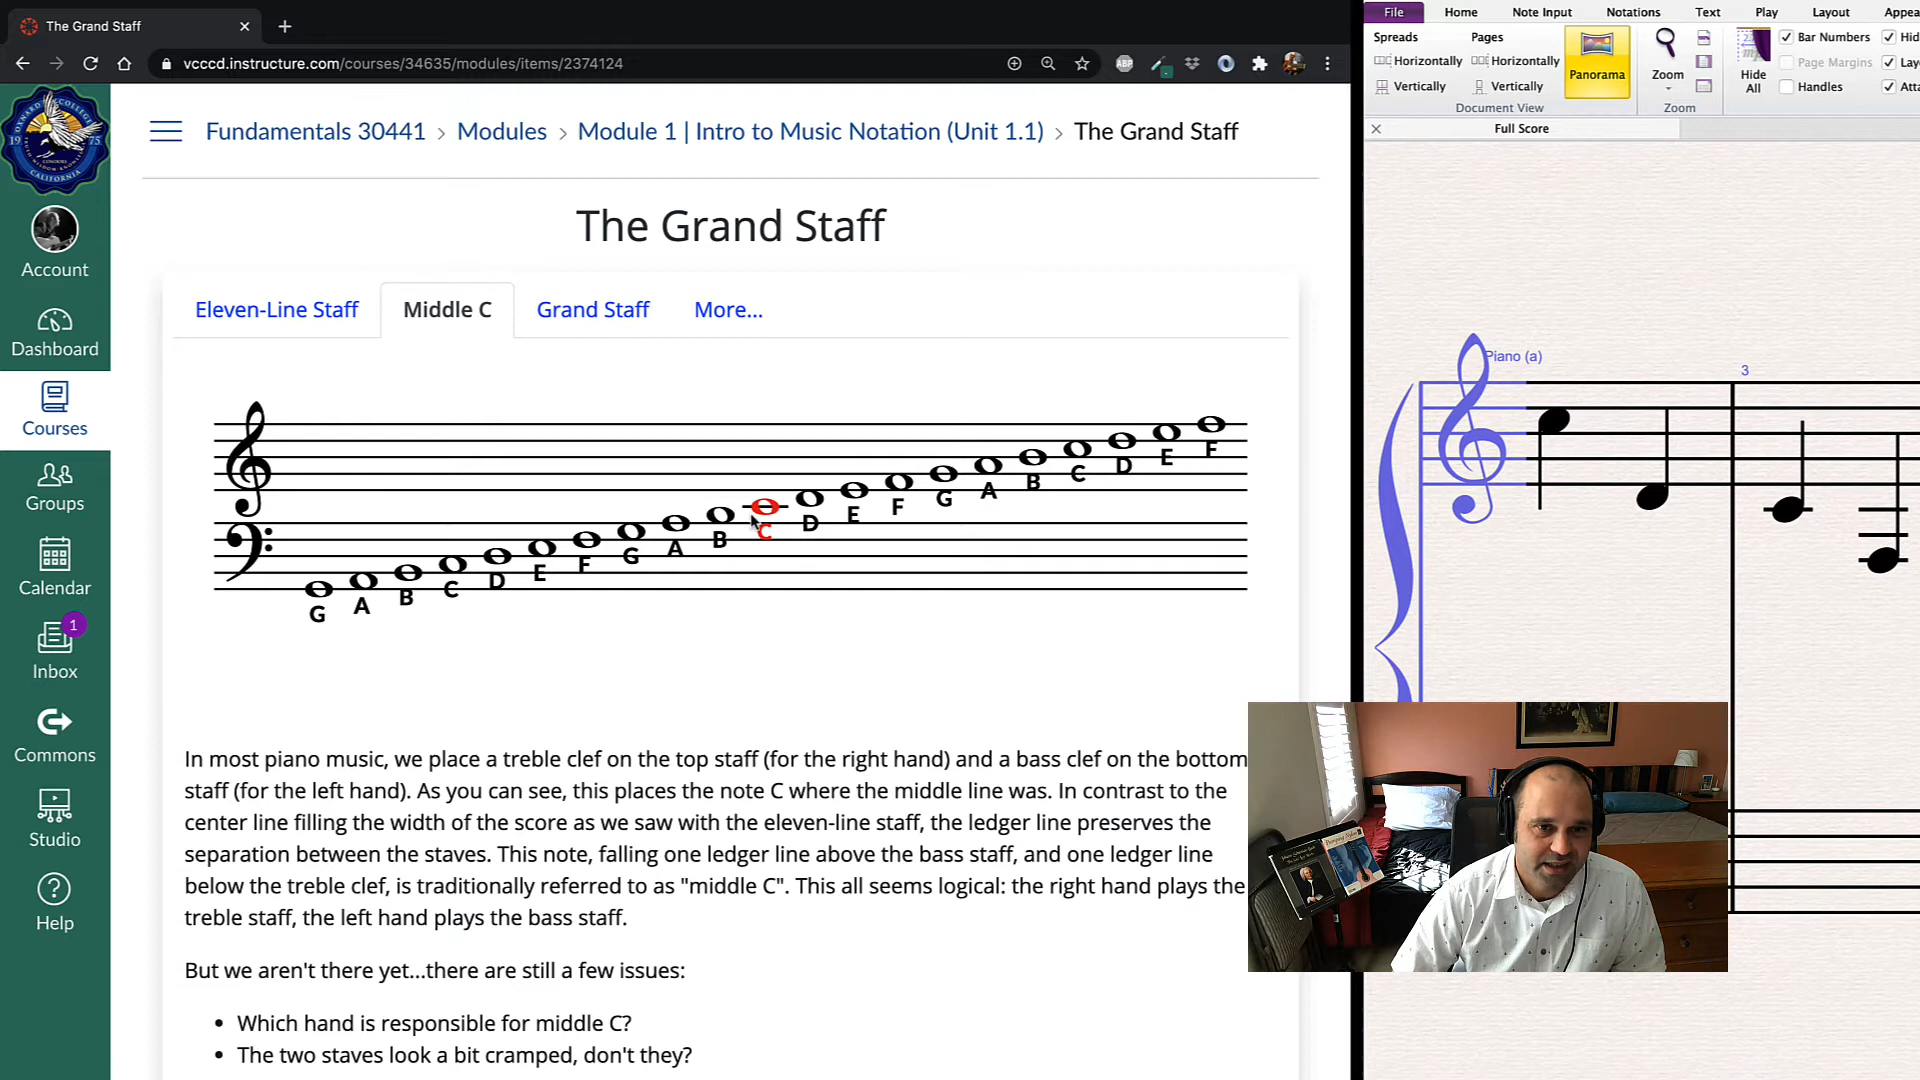 The Grand Staff
vcccd.instructure.com/courses/34635/modules/items/2374124
ABP
Fundamentals 30441 > Modules > Module 1 | Intro to Music Notation (Unit 1.1) > The Grand Staff
OXNARD COLLEGE
1975
CALIFORNIA
Account
Dashboard
Courses
Groups
Calendar
1
Inbox
Commons
Studio
Help
The Grand Staff
Eleven-Line Staff Middle C Grand Staff More...
G A B C D E F G A B C D E F G A B C D E F
In most piano music, we place a treble clef on the top staff (for the right hand) and a bass clef on the bottom
staff (for the left hand). As you can see, this places the note C where the middle line was. In contrast to the
center line filling the width of the score as we saw with the eleven-line staff, the ledger line preserves the
separation between the staves. This note, falling one ledger line above the bass staff, and one ledger line
below the treble clef, is traditionally referred to as "middle C". This all seems logical: the right hand plays the
treble staff, the left hand plays the bass staff.
But we aren't there yet...there are still a few issues:
• Which hand is responsible for middle C?
• The two staves look a bit cramped, don't they?
File Home Note Input Notations Text Play Layout Appea
Spreads Pages
Horizontally Horizontally
Vertically Vertically
Document View
Panorama
Zoom
Zoom
Hide
All
Bar Numbers
Page Margins
Handles
Hid
Laye
Atta
Full Score
Piano (a)
3